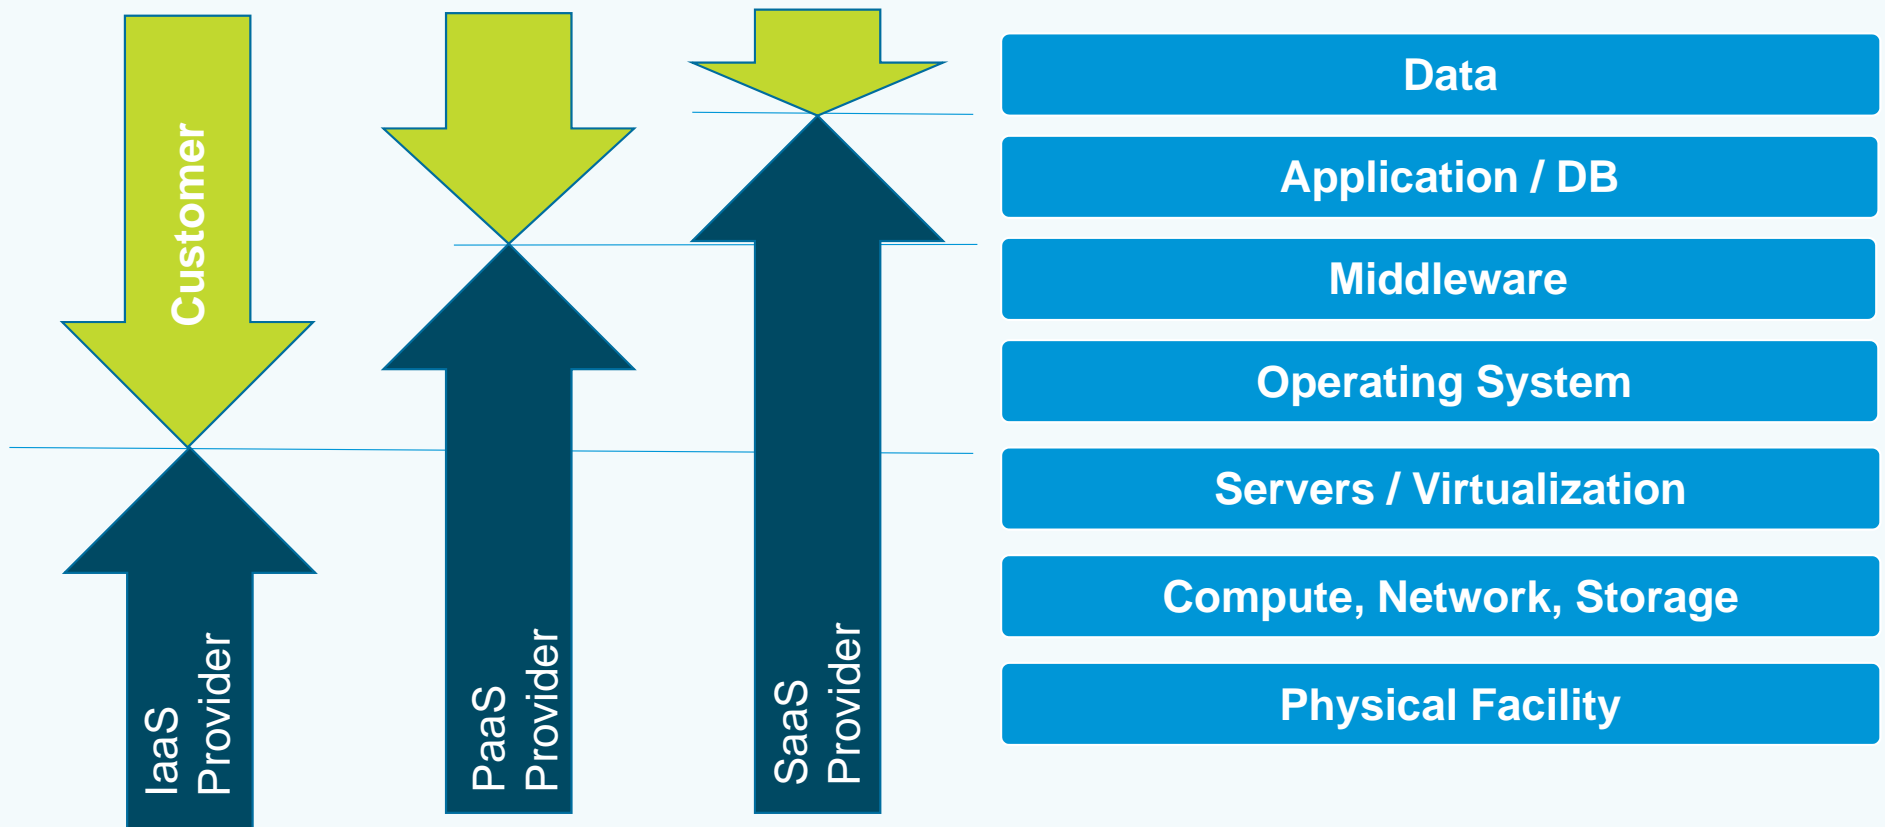 Customer
IaaS
Provider
PaaS
Provider
SaaS
Provider
Data
Application / DB
Middleware
Operating System
Servers / Virtualization
Compute, Network, Storage
Physical Facility